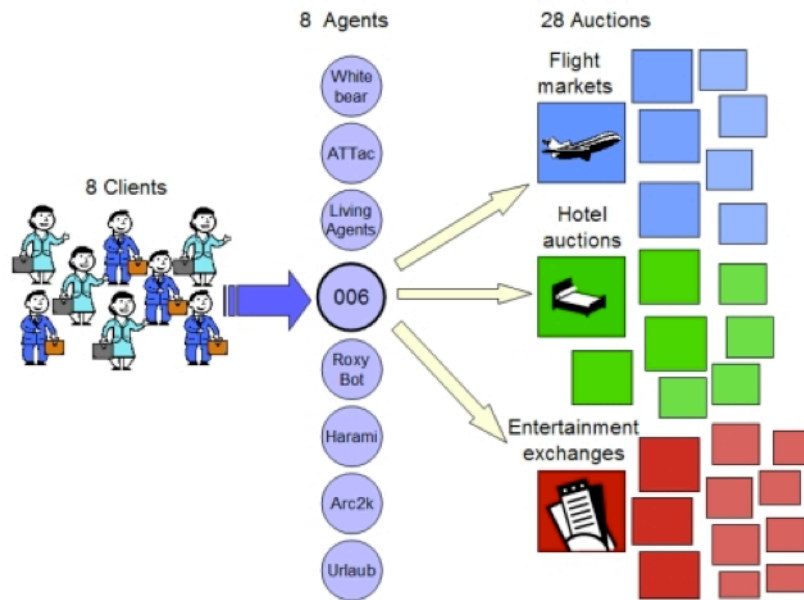 8 Agents
28 Auctions
Flight
markets
White
bear
ATTac
8 Clients
Living
Agents
Hotel
auctions
006
Roxy
Bot
Harami
Entertainment
exchanges
Arc2k
Urlaub